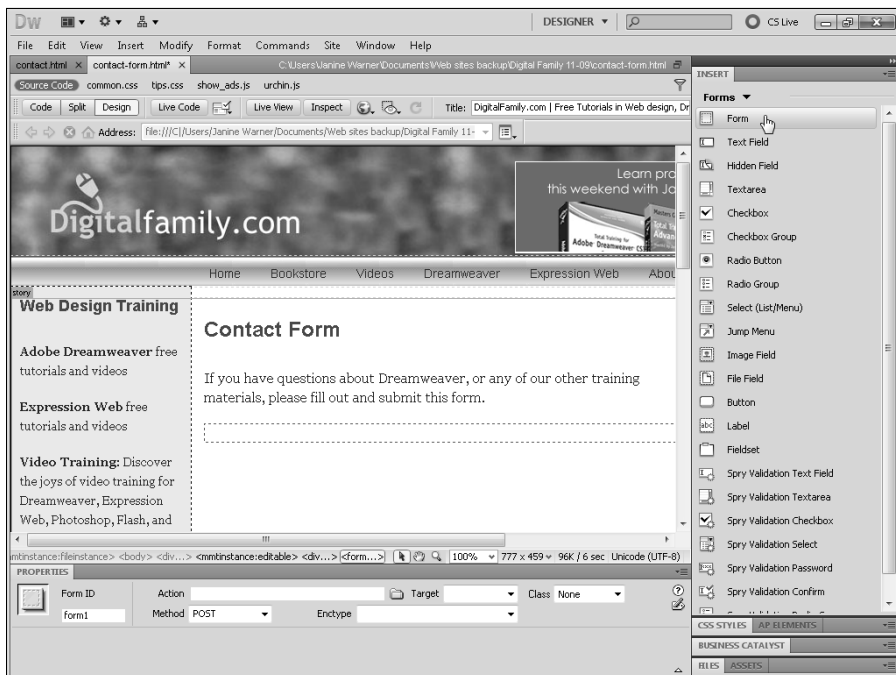 Dw DESIGNER CS Live
File Edit View Insert Modify Format Commands Site Window Help
contact.html × contact-form.html* × C:\Users\Janine Warner\Documents\Web sites backup\Digital Family 11-09\contact-form.html
Source Code common.css tips.css show_ads.js urchin.js
Code Split Design Live Code Live View Inspect Title: DigitalFamily.com | Free Tutorials in Web design, Dr
Address: file:///C|/Users/Janine Warner/Documents/Web sites backup/Digital Family 11-
Learn pro
this weekend with Ja
Digitalfamily.com
Total Training for
Adobe Dreamweaver CS
Home Bookstore Videos Dreamweaver Expression Web Abou
story
Web Design Training
Adobe Dreamweaver free
tutorials and videos
Expression Web free
tutorials and videos
Video Training: Discover
the joys of video training for
Dreamweaver, Expression
Web, Photoshop, Flash, and
Contact Form
If you have questions about Dreamweaver, or any of our other training
materials, please fill out and submit this form.
mtinstance:fileinstance> <body> <div...> <mmtinstance:editable> <div...> <form...> 100% 777 x 459 96K / 6 sec Unicode (UTF-8)
PROPERTIES
Form ID Action Target Class None
form1 Method POST Enctype
INSERT
Forms
Form
Text Field
Hidden Field
Textarea
Checkbox
Checkbox Group
Radio Button
Radio Group
Select (List/Menu)
Jump Menu
Image Field
File Field
Button
abc Label
Fieldset
Spry Validation Text Field
Spry Validation Textarea
Spry Validation Checkbox
Spry Validation Select
Spry Validation Password
Spry Validation Confirm
CSS STYLES AP ELEMENTS
BUSINESS CATALYST
FILES ASSETS